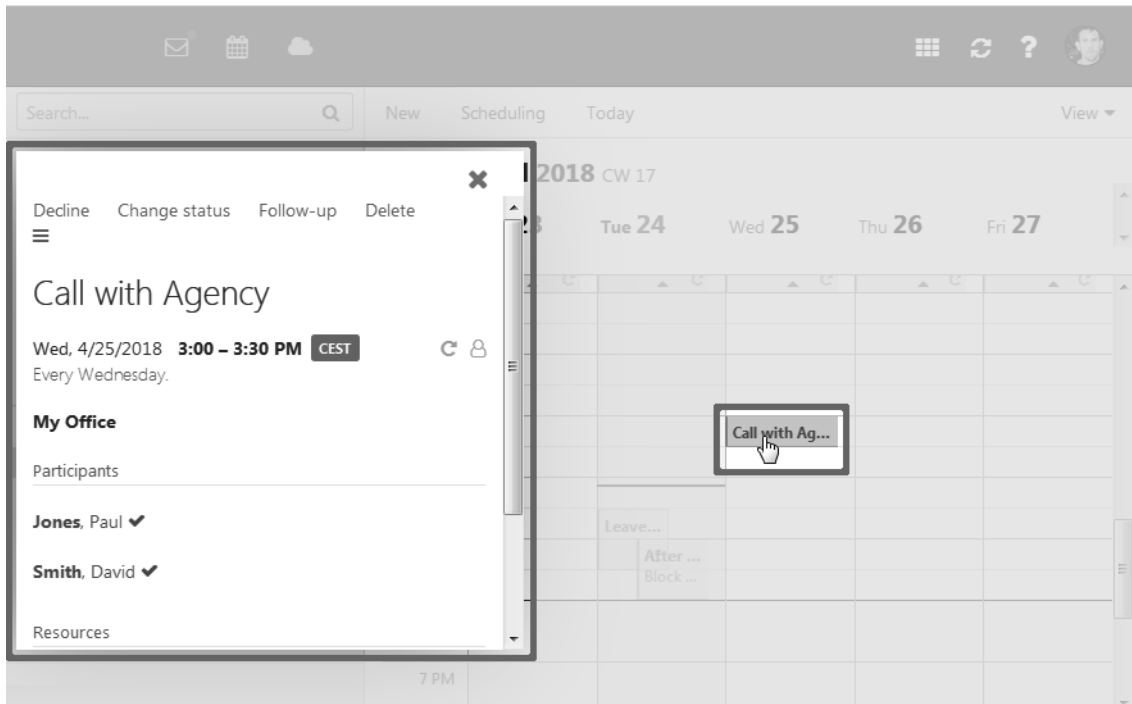 Search...
New Scheduling Today View
2018 CW 17
Tue 24 Wed 25 Thu 26 Fri 27
Decline Change status Follow-up Delete
Call with Agency
Wed, 4/25/2018 3:00 – 3:30 PM CEST
Every Wednesday.
My Office
Participants
Jones, Paul
Smith, David
Resources
Call with Ag...
Leave...
After ...
Block ...
7 PM